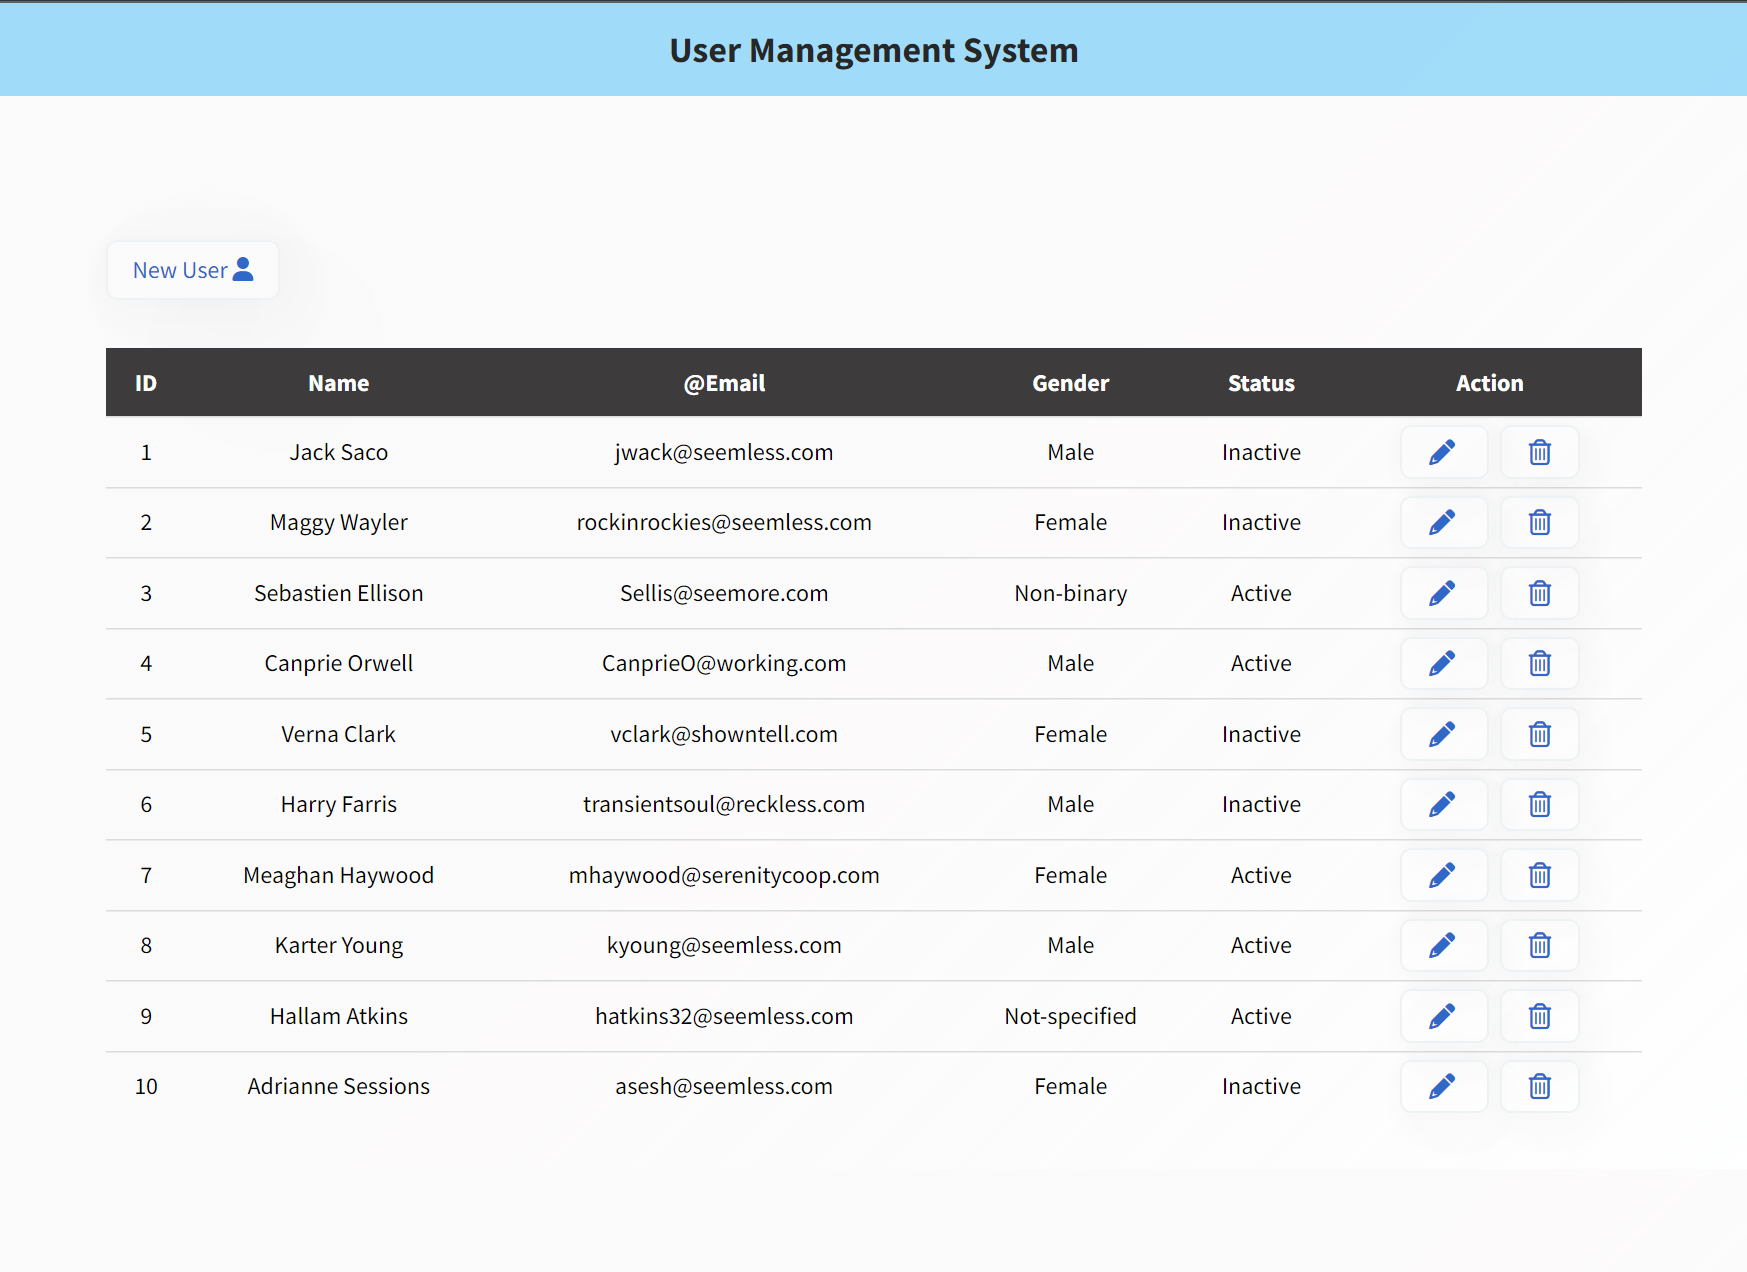 User Management System
New User
ID Name @Email Gender Status Action
1 Jack Saco jwack@seemless.com Male Inactive
2 Maggy Wayler rockinrockies@seemless.com Female Inactive
3 Sebastien Ellison Sellis@seemore.com Non-binary Active
4 Canprie Orwell CanprieO@working.com Male Active
5 Verna Clark vclark@showntell.com Female Inactive
6 Harry Farris transientsoul@reckless.com Male Inactive
7 Meaghan Haywood mhaywood@serenitycoop.com Female Active
8 Karter Young kyoung@seemless.com Male Active
9 Hallam Atkins hatkins32@seemless.com Not-specified Active
10 Adrianne Sessions asesh@seemless.com Female Inactive